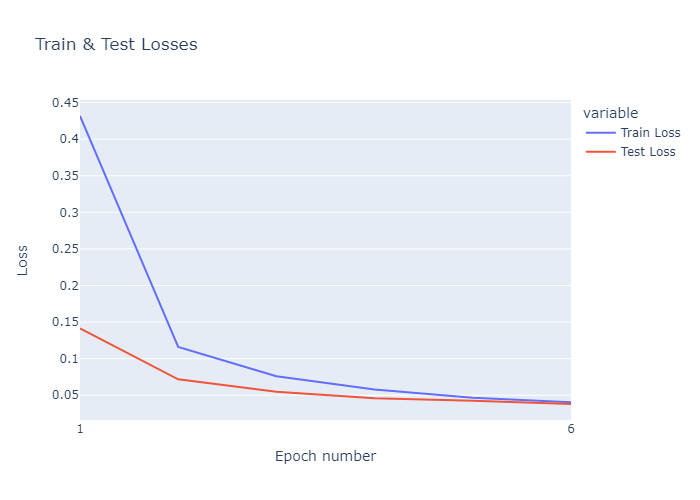 Train & Test Losses
variable
Train Loss
Test Loss
0.45
0.4
0.35
0.3
0.25
0.2
0.15
0.1
0.05
Loss
1
6
Epoch number